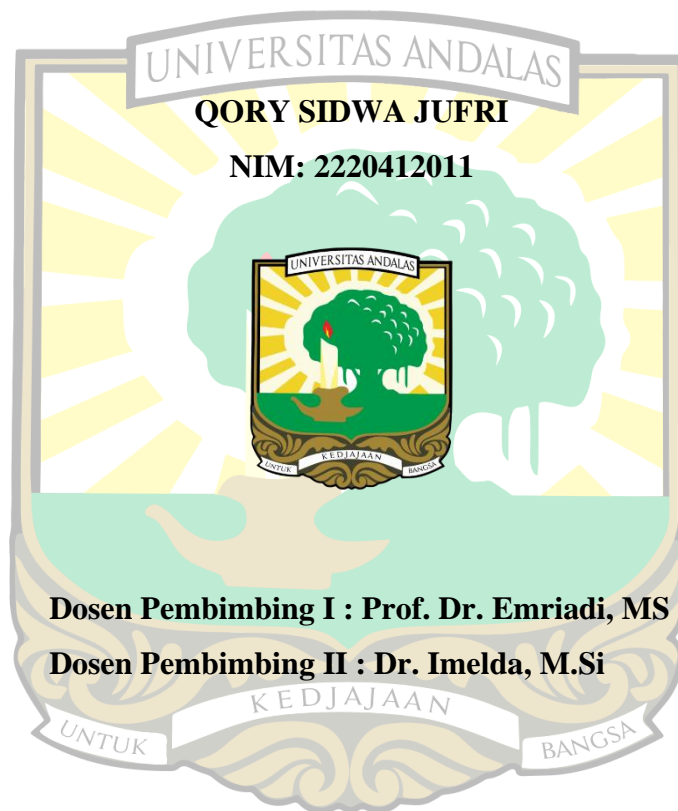 UNIVERSITAS ANDALAS
QORY SIDWA JUFRI
NIM: 2220412011
UNIVERSITAS ANDALAS
UNTUK KEDJAJAAN BANGSA
Dosen Pembimbing I : Prof. Dr. Emriadi, MS
Dosen Pembimbing II : Dr. Imelda, M.Si
UNTUK KEDJAJAAN BANGSA